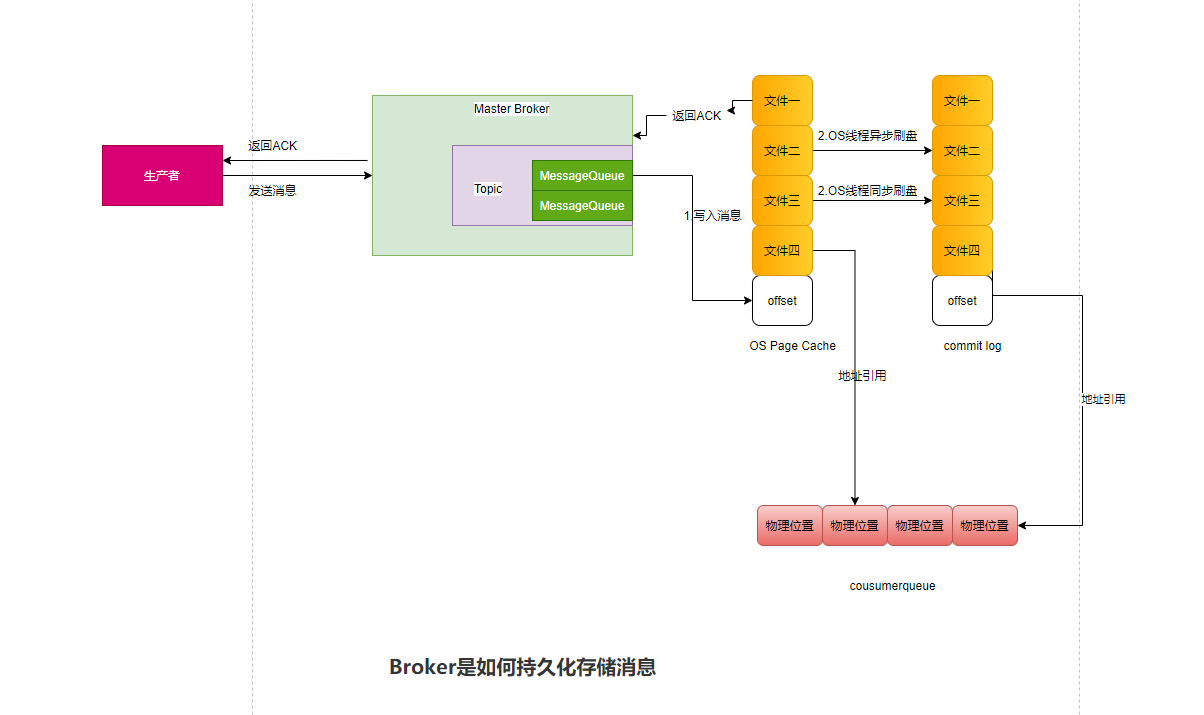 生产者
返回ACK
发送消息
Master Broker
Topic
MessageQueue
MessageQueue
返回ACK
1.写入消息
文件一
文件二
文件三
文件四
offset
OS Page Cache
2.OS线程异步刷盘
2.OS线程同步刷盘
文件一
文件二
文件三
文件四
offset
commit log
地址引用
地址引用
物理位置
物理位置
物理位置
物理位置
cousumerqueue
Broker是如何持久化存储消息